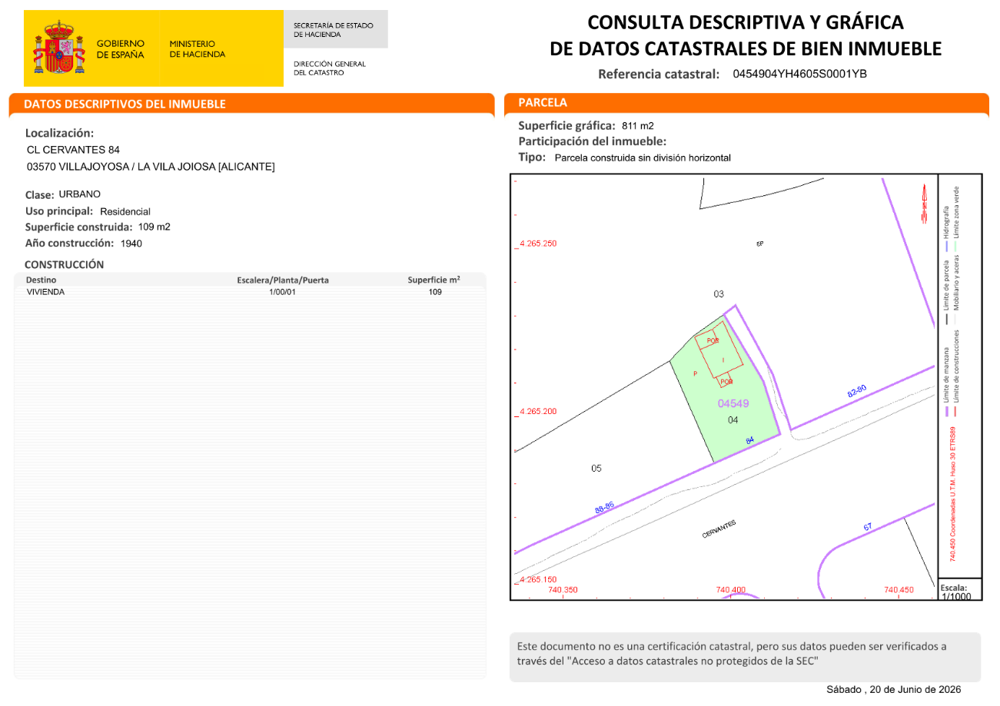 GOBIERNO
DE ESPAÑA
MINISTERIO
DE HACIENDA
SECRETARÍA DE ESTADO
DE HACIENDA
DIRECCIÓN GENERAL
DEL CATASTRO
CONSULTA DESCRIPTIVA Y GRÁFICA
DE DATOS CATASTRALES DE BIEN INMUEBLE
Referencia catastral: 0454904YH4605S0001YB
DATOS DESCRIPTIVOS DEL INMUEBLE
Localización:
CL CERVANTES 84
03570 VILLAJOYOSA / LA VILA JOIOSA [ALICANTE]
Clase: URBANO
Uso principal: Residencial
Superficie construida: 109 m2
Año construcción: 1940
CONSTRUCCIÓN
Destino Escalera/Planta/Puerta Superficie m²
VIVIENDA 1/00/01 109
PARCELA
Superficie gráfica: 811 m2
Participación del inmueble:
Tipo: Parcela construida sin división horizontal
4.265.250
EP
03
POR
I
P
POR
04549
04
84
82-80
4.265.200
05
88-86
CERVANTES
67
4.265.150
740.350
740.400
740.450
Hidrografía
Límite zona verde
Límite de parcela
Mobiliario y aceras
Límite de manzana
Límite de construcciones
740.450 Coordenadas U.T.M. Huso 30 ETRS89
Escala:
1/1000
Este documento no es una certificación catastral, pero sus datos pueden ser verificados a
través del "Acceso a datos catastrales no protegidos de la SEC"
Sábado , 20 de Junio de 2026